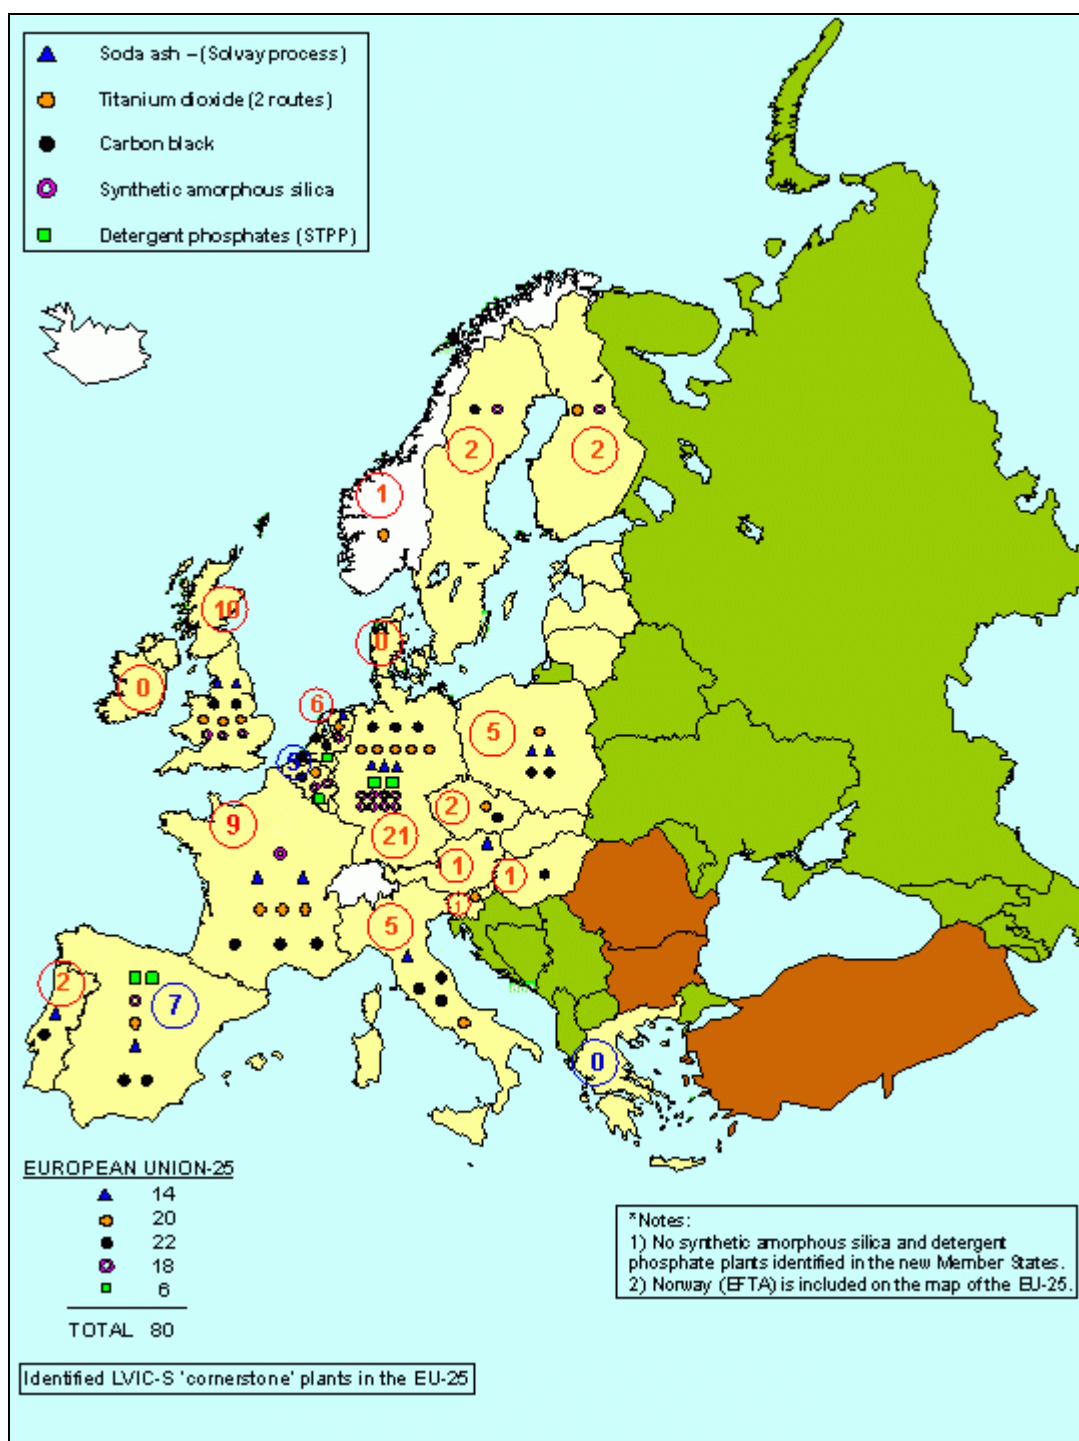 Soda ash – (Solvay process)
Titanium dioxide (2 routes)
Carbon black
Synthetic amorphous silica
Detergent phosphates (STPP)
2
2
1
10
0
0
6
5
5
2
9
21
1
1
1
5
2
7
0
EUROPEAN UNION-25
14
20
22
18
6
TOTAL 80
*Notes:
1) No synthetic amorphous silica and detergent
phosphate plants identified in the new Member States.
2) Norway (EFTA) is included on the map of the EU-25.
Identified LVIC-S 'cornerstone' plants in the EU-25